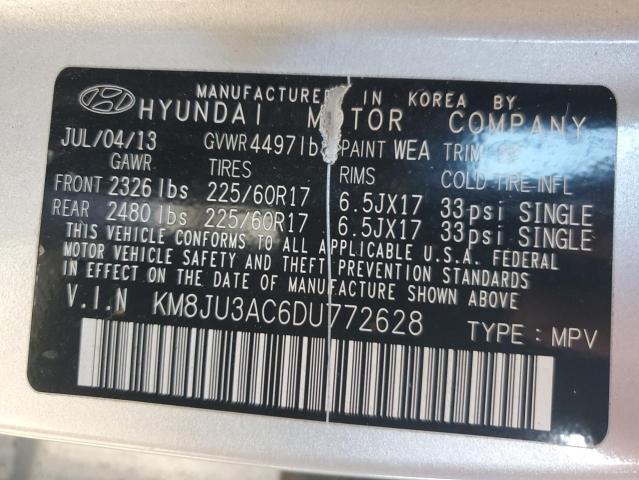 MANUFACTURED IN KOREA BY
HYUNDAI MOTOR COMPANY
JUL/04/13 GVWR 4497lbs PAINT WEA TRIM
GAWR TIRES RIMS COLD TIRE INFL
FRONT 2326 lbs 225/60R17 6.5JX17 33psi SINGLE
REAR 2480 lbs 225/60R17 6.5JX17 33psi SINGLE
THIS VEHICLE CONFORMS TO ALL APPLICABLE U.S.A. FEDERAL
MOTOR VEHICLE SAFETY AND THEFT PREVENTION STANDARDS
IN EFFECT ON THE DATE OF MANUFACTURE SHOWN ABOVE.
V.I.N KM8JU3AC6DU772628 TYPE: MPV